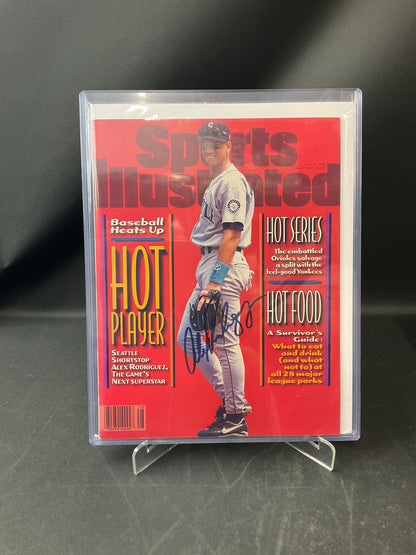 Sports
Illustrated
Baseball
Heats Up
HOT
PLAYER
SEATTLE
SHORTSTOP
ALEX RODRIGUEZ,
THE GAME'S
NEXT SUPERSTAR
HOT SERIES
The embattled
Orioles salvage
a split with the
feel-good Yankees
HOT FOOD
A Survivor's
Guide:
What to eat
and drink
(and what
not to) at
all 28 major
league parks